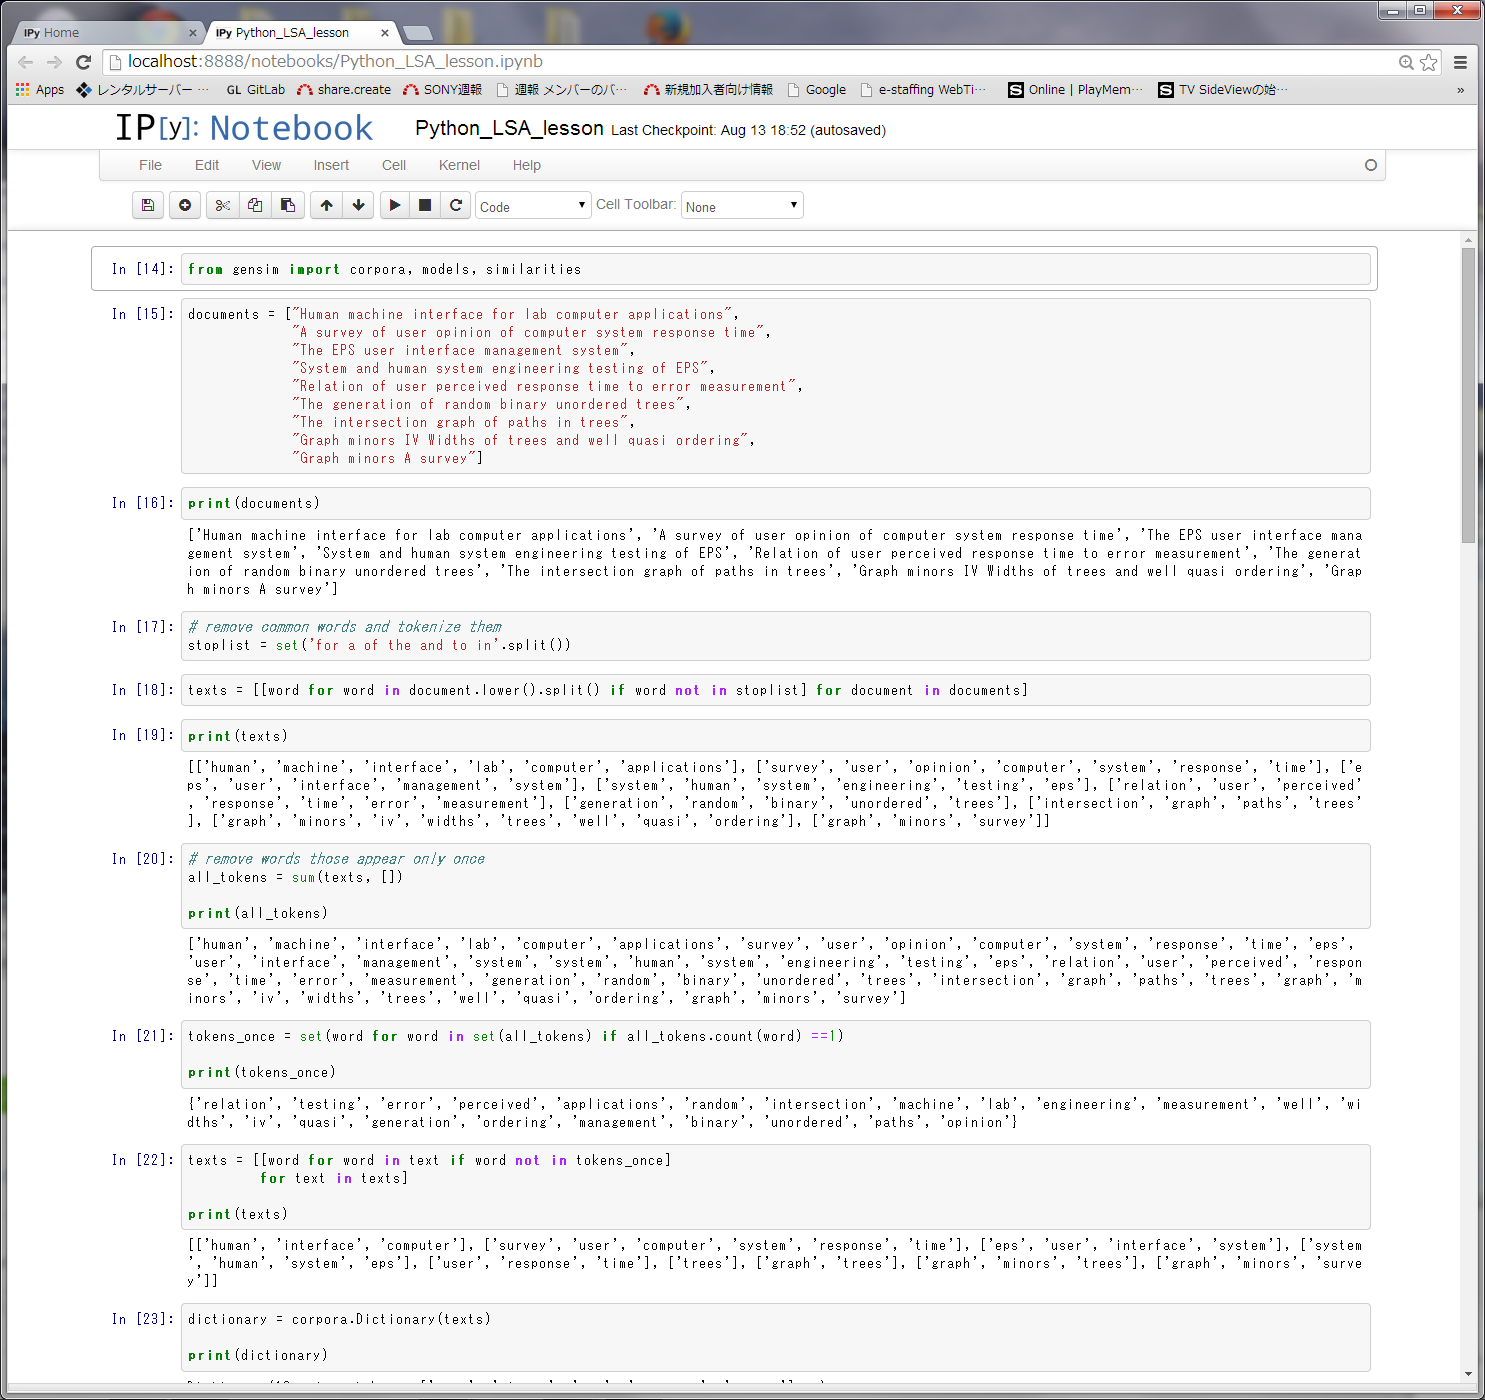 IPy Home
IPy Python_LSA_lesson
localhost:8888/notebooks/Python_LSA_lesson.ipynb
Apps レンタルサーバー ... GL GitLab share.create SONY週報 週報 メンバーのバ... 新規加入者向け情報 Google e-staffing WebTi... Online | PlayMem... TV SideViewの始... »
IP[y]: Notebook Python_LSA_lesson Last Checkpoint: Aug 13 18:52 (autosaved)
File Edit View Insert Cell Kernel Help
Code Cell Toolbar: None
In [14]: from gensim import corpora, models, similarities
In [15]: documents = ["Human machine interface for lab computer applications",
"A survey of user opinion of computer system response time",
"The EPS user interface management system",
"System and human system engineering testing of EPS",
"Relation of user perceived response time to error measurement",
"The generation of random binary unordered trees",
"The intersection graph of paths in trees",
"Graph minors IV Widths of trees and well quasi ordering",
"Graph minors A survey"]
In [16]: print(documents)
['Human machine interface for lab computer applications', 'A survey of user opinion of computer system response time', 'The EPS user interface mana
gement system', 'System and human system engineering testing of EPS', 'Relation of user perceived response time to error measurement', 'The generat
ion of random binary unordered trees', 'The intersection graph of paths in trees', 'Graph minors IV Widths of trees and well quasi ordering', 'Grap
h minors A survey']
In [17]: # remove common words and tokenize them
stoplist = set('for a of the and to in'.split())
In [18]: texts = [[word for word in document.lower().split() if word not in stoplist] for document in documents]
In [19]: print(texts)
[['human', 'machine', 'interface', 'lab', 'computer', 'applications'], ['survey', 'user', 'opinion', 'computer', 'system', 'response', 'time'], ['e
ps', 'user', 'interface', 'management', 'system'], ['system', 'human', 'system', 'engineering', 'testing', 'eps'], ['relation', 'user', 'perceived'
, 'response', 'time', 'error', 'measurement'], ['generation', 'random', 'binary', 'unordered', 'trees'], ['intersection', 'graph', 'paths', 'trees'
], ['graph', 'minors', 'iv', 'widths', 'trees', 'well', 'quasi', 'ordering'], ['graph', 'minors', 'survey']]
In [20]: # remove words those appear only once
all_tokens = sum(texts, [])
print(all_tokens)
['human', 'machine', 'interface', 'lab', 'computer', 'applications', 'survey', 'user', 'opinion', 'computer', 'system', 'response', 'time', 'eps',
'user', 'interface', 'management', 'system', 'system', 'human', 'system', 'engineering', 'testing', 'eps', 'relation', 'user', 'perceived', 'respon
se', 'time', 'error', 'measurement', 'generation', 'random', 'binary', 'unordered', 'trees', 'intersection', 'graph', 'paths', 'trees', 'graph', 'm
inors', 'iv', 'widths', 'trees', 'well', 'quasi', 'ordering', 'graph', 'minors', 'survey']
In [21]: tokens_once = set(word for word in set(all_tokens) if all_tokens.count(word) ==1)
print(tokens_once)
{'relation', 'testing', 'error', 'perceived', 'applications', 'random', 'intersection', 'machine', 'lab', 'engineering', 'measurement', 'well', 'wi
dths', 'iv', 'quasi', 'generation', 'ordering', 'management', 'binary', 'unordered', 'paths', 'opinion'}
In [22]: texts = [[word for word in text if word not in tokens_once]
for text in texts]
print(texts)
[['human', 'interface', 'computer'], ['survey', 'user', 'computer', 'system', 'response', 'time'], ['eps', 'user', 'interface', 'system'], ['system
', 'human', 'system', 'eps'], ['user', 'response', 'time'], ['trees'], ['graph', 'trees'], ['graph', 'minors', 'trees'], ['graph', 'minors', 'surve
y']]
In [23]: dictionary = corpora.Dictionary(texts)
print(dictionary)